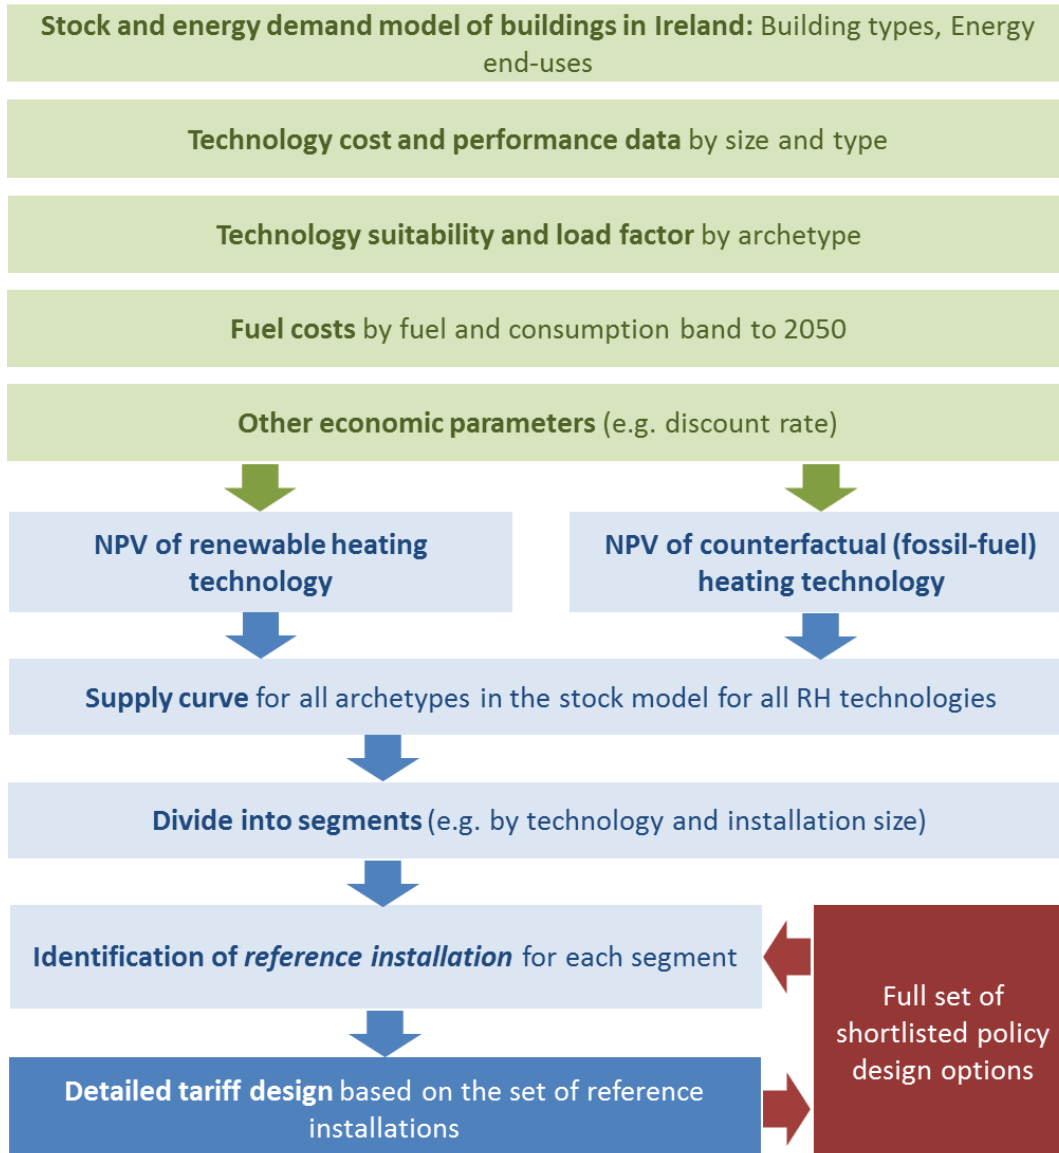 Stock and energy demand model of buildings in Ireland: Building types, Energy
end-uses
Technology cost and performance data by size and type
Technology suitability and load factor by archetype
Fuel costs by fuel and consumption band to 2050
Other economic parameters (e.g. discount rate)
NPV of renewable heating
technology
NPV of counterfactual (fossil-fuel)
heating technology
Supply curve for all archetypes in the stock model for all RH technologies
Divide into segments (e.g. by technology and installation size)
Identification of reference installation for each segment
Full set of
shortlisted policy
design options
Detailed tariff design based on the set of reference
installations